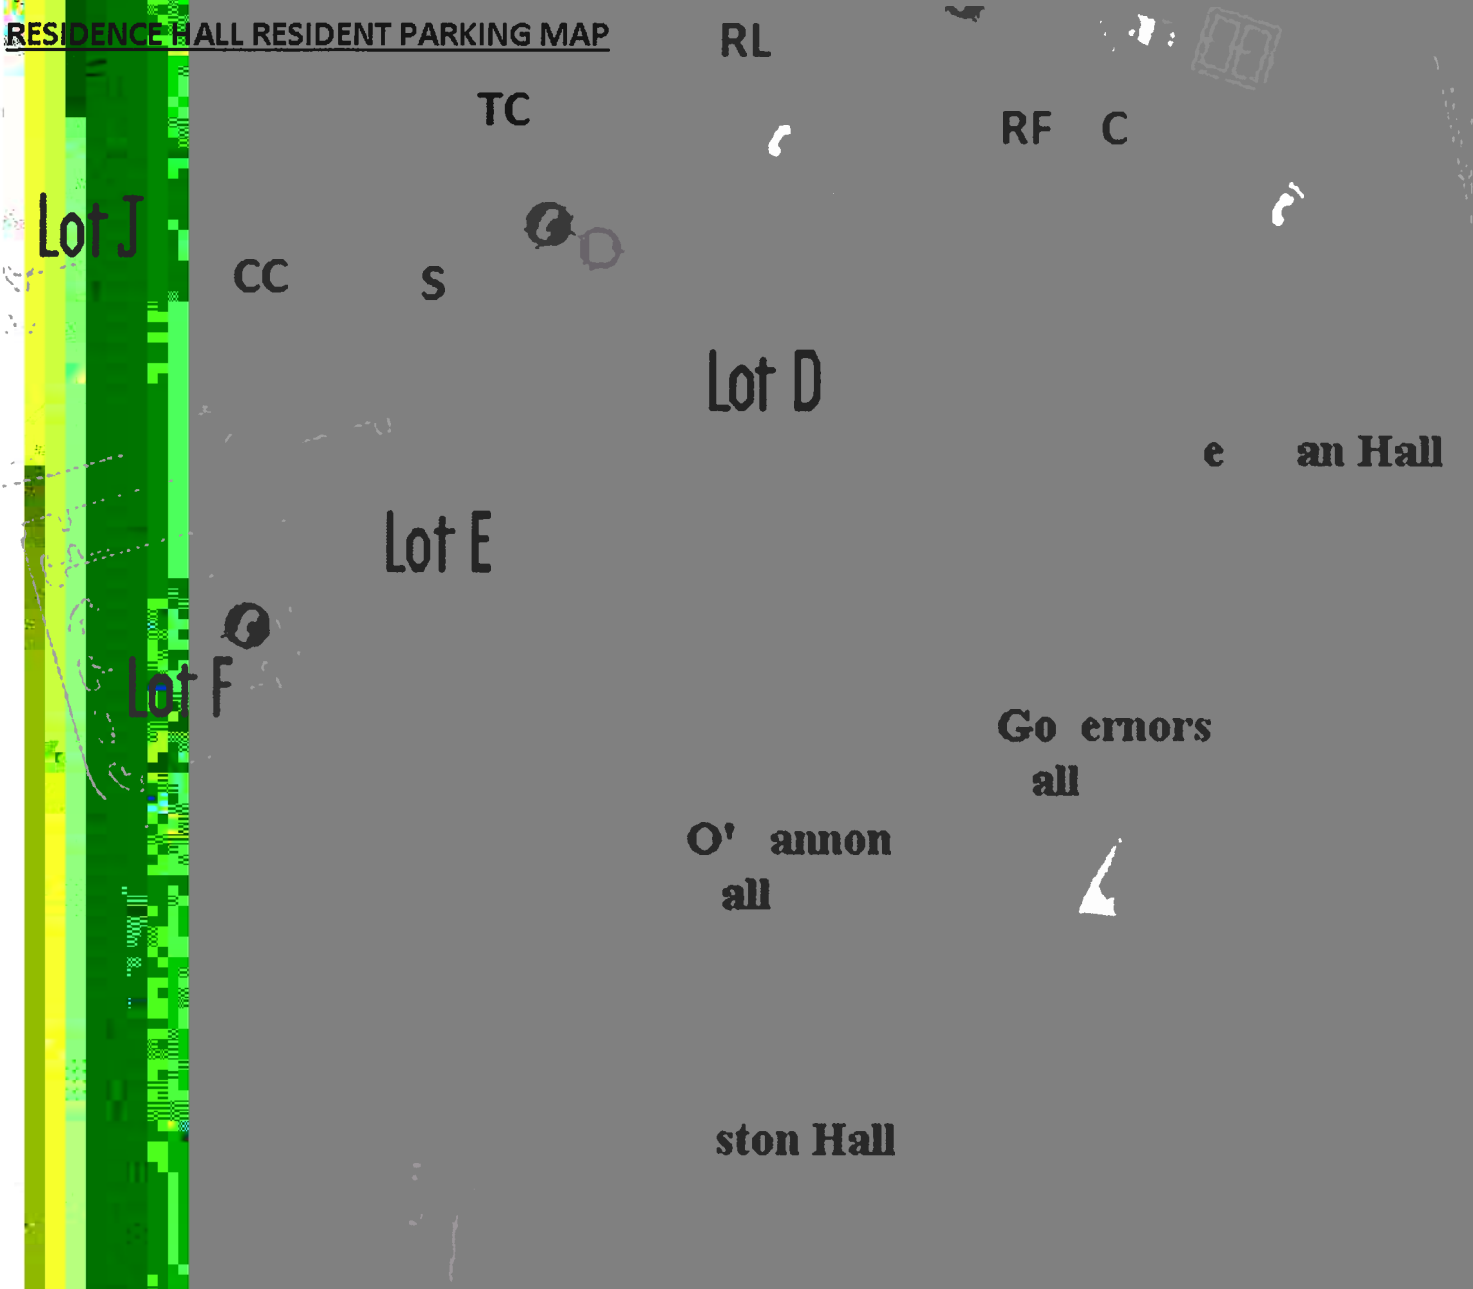 RESIDENCE HALL RESIDENT PARKING MAP
RL
TC
RF C
Lot J
CC
S
Lot D
an Hall
Lot E
Lot F
Go ernors
all
O' annon
all
ston Hall